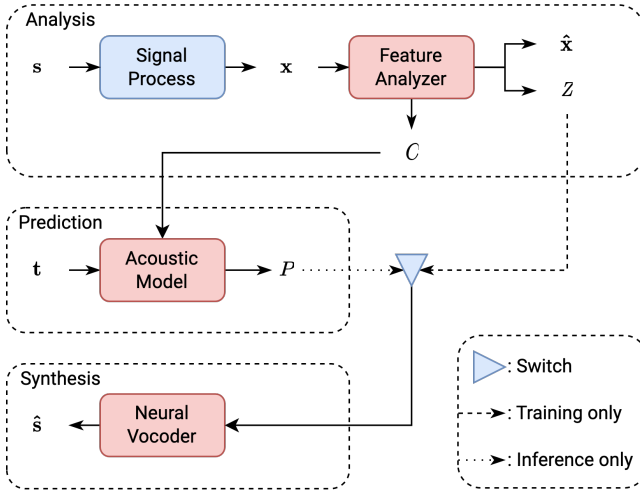 Analysis
s
Signal
Process
x
Feature
Analyzer
x̂
Z
C
Prediction
t
Acoustic
Model
P
Synthesis
ŝ
Neural
Vocoder
: Switch
: Training only
: Inference only